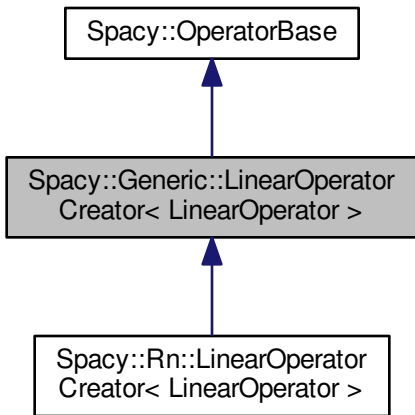 Spacy::OperatorBase
Spacy::Generic::LinearOperator
Creator< LinearOperator >
Spacy::Rn::LinearOperator
Creator< LinearOperator >